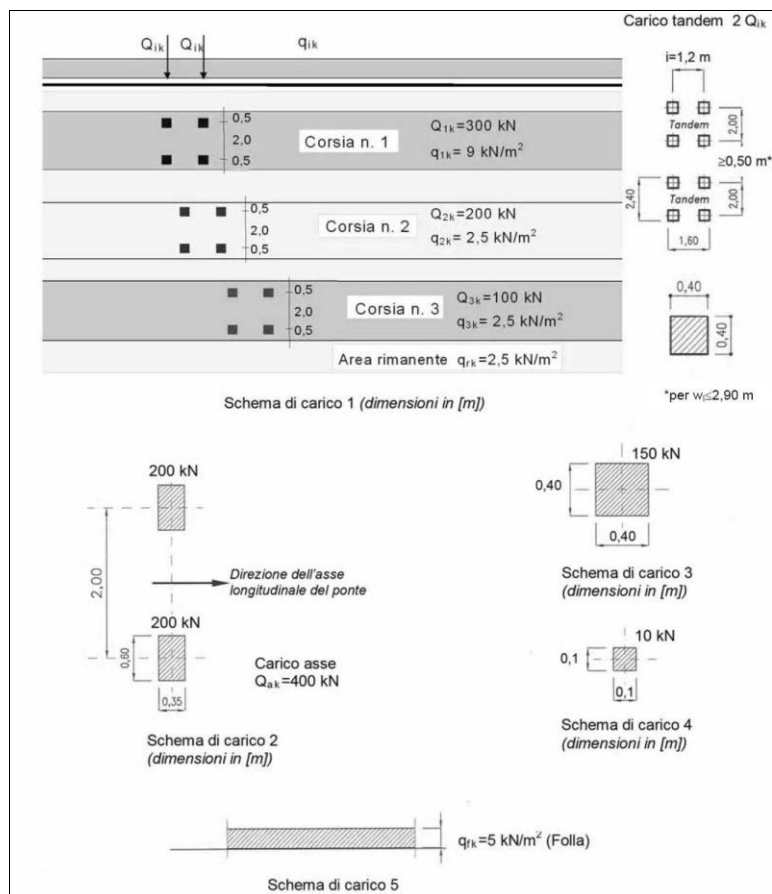 Carico tandem 2 Qik
Qik Qik qik
i=1,2 m
0,5
2,0
0,5
Corsia n. 1
Q1k=300 kN
q1k= 9 kN/m²
Tandem
2,00
≥0,50 m*
Tandem
2,00
2,40
1,60
0,5
2,0
0,5
Corsia n. 2
Q2k=200 kN
q2k= 2,5 kN/m²
0,5
2,0
0,5
Corsia n. 3
Q3k=100 kN
q3k= 2,5 kN/m²
0,40
0,40
Area rimanente qrk=2,5 kN/m²
Schema di carico 1 (dimensioni in [m])
*per wl≤2,90 m
200 kN
2,00
Direzione dell'asse
longitudinale del ponte
200 kN
0,60
0,35
Carico asse
Qak=400 kN
Schema di carico 2
(dimensioni in [m])
150 kN
0,40
0,40
Schema di carico 3
(dimensioni in [m])
10 kN
0,1
0,1
Schema di carico 4
(dimensioni in [m])
qfk=5 kN/m² (Folla)
Schema di carico 5